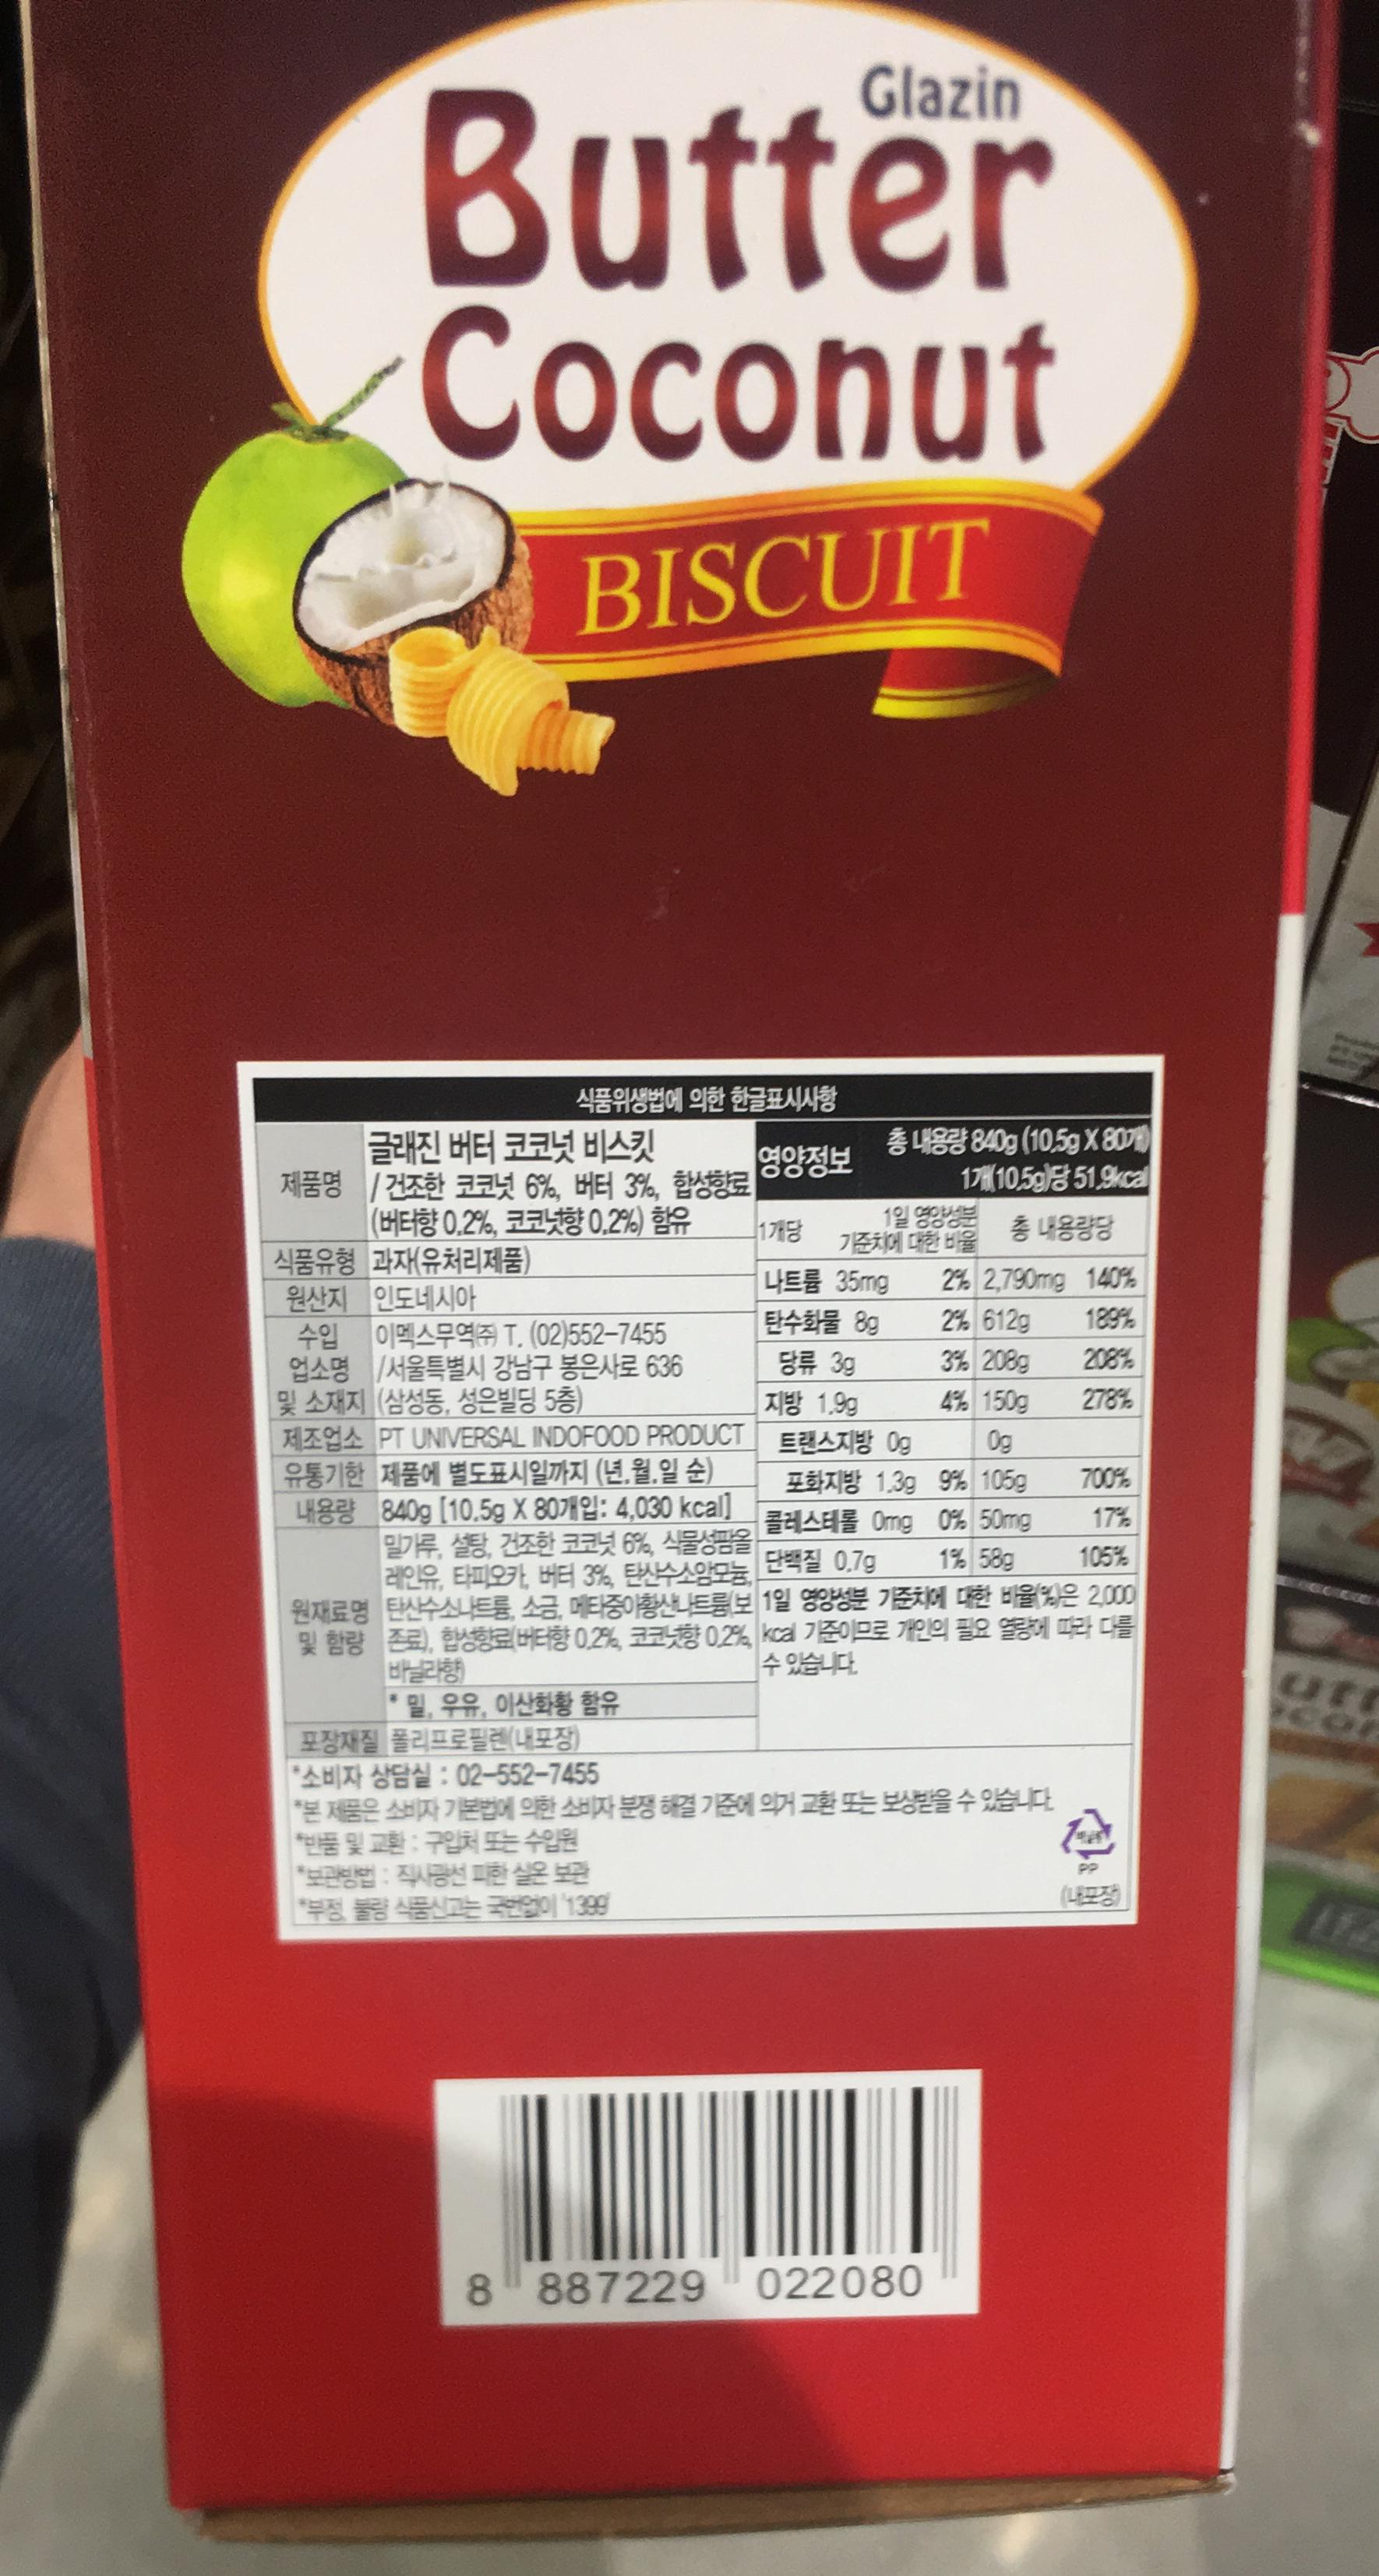 Glazin
Butter
Coconut
BISCUIT
식품위생법에 의한 한글표시사항
제품명
글래진 버터 코코넛 비스킷
/ 건조한 코코넛 6%, 버터 3%, 합성향료
(버터향 0.2%, 코코넛향 0.2%) 함유
식품유형 과자(유처리제품)
원산지 인도네시아
수입
업소명
및 소재지
이멕스무역㈜ T. (02)552-7455
/서울특별시 강남구 봉은사로 636
(삼성동, 성은빌딩 5층)
제조업소 PT UNIVERSAL INDOFOOD PRODUCT
유통기한 제품에 별도표시일까지 (년.월.일 순)
내용량 840g [10.5g X 80개입: 4,030 kcal]
원재료명
및 함량
밀가루, 설탕, 건조한 코코넛 6%, 식물성팜올
레인유, 타피오카, 버터 3%, 탄산수소암모늄,
탄산수소나트륨, 소금, 메타중아황산나트륨(보
존료), 합성향료(버터향 0.2%, 코코넛향 0.2%,
바닐라향)
* 밀, 우유, 이산화황 함유
포장재질 폴리프로필렌(내포장)
영양정보
총 내용량 840g (10.5g X 80개)
1개(10.5g)당 51.9kcal
1개당
1일 영양성분
기준치에 대한 비율
총 내용량당
나트륨 35mg 2% 2,790mg 140%
탄수화물 8g 2% 612g 189%
당류 3g 3% 208g 208%
지방 1.9g 4% 150g 278%
트랜스지방 0g 0g
포화지방 1.3g 9% 105g 700%
콜레스테롤 0mg 0% 50mg 17%
단백질 0.7g 1% 58g 105%
1일 영양성분 기준치에 대한 비율(%)은 2,000
kcal 기준이므로 개인의 필요 열량에 따라 다를
수 있습니다.
*소비자 상담실 : 02-552-7455
*본 제품은 소비자 기본법에 의한 소비자 분쟁 해결 기준에 의거 교환 또는 보상받을 수 있습니다.
*반품 및 교환 : 구입처 또는 수입원
*보관방법 : 직사광선 피한 실온 보관
*부정, 불량 식품신고는 국번없이 '1399'
PP
(내포장)
8 887229 022080